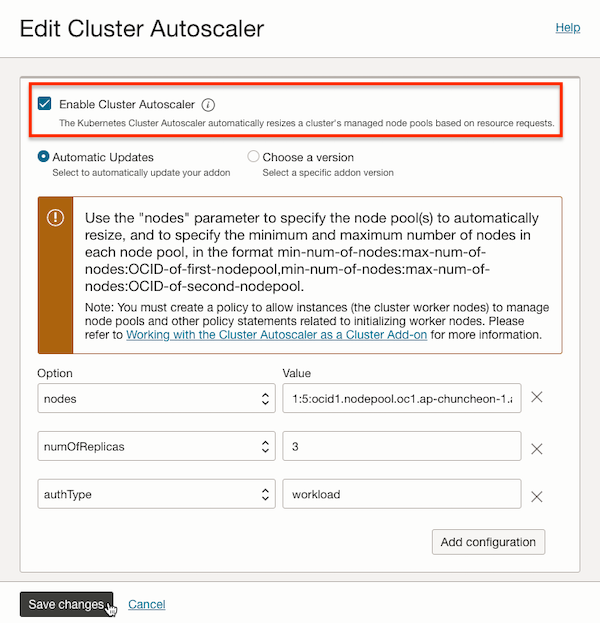 Edit Cluster Autoscaler
Help
Enable Cluster Autoscaler
The Kubernetes Cluster Autoscaler automatically resizes a cluster's managed node pools based on resource requests.
Automatic Updates
Select to automatically update your addon
Choose a version
Select a specific addon version
Use the "nodes" parameter to specify the node pool(s) to automatically
resize, and to specify the minimum and maximum number of nodes in
each node pool, in the format min-num-of-nodes:max-num-of-
nodes:OCID-of-first-nodepool,min-num-of-nodes:max-num-of-
nodes:OCID-of-second-nodepool.
Note: You must create a policy to allow instances (the cluster worker nodes) to manage
node pools and other policy statements related to initializing worker nodes. Please
refer to Working with the Cluster Autoscaler as a Cluster Add-on for more information.
Option
Value
nodes
1:5:ocid1.nodepool.oc1.ap-chuncheon-1.a
numOfReplicas
3
authType
workload
Add configuration
Save changes
Cancel